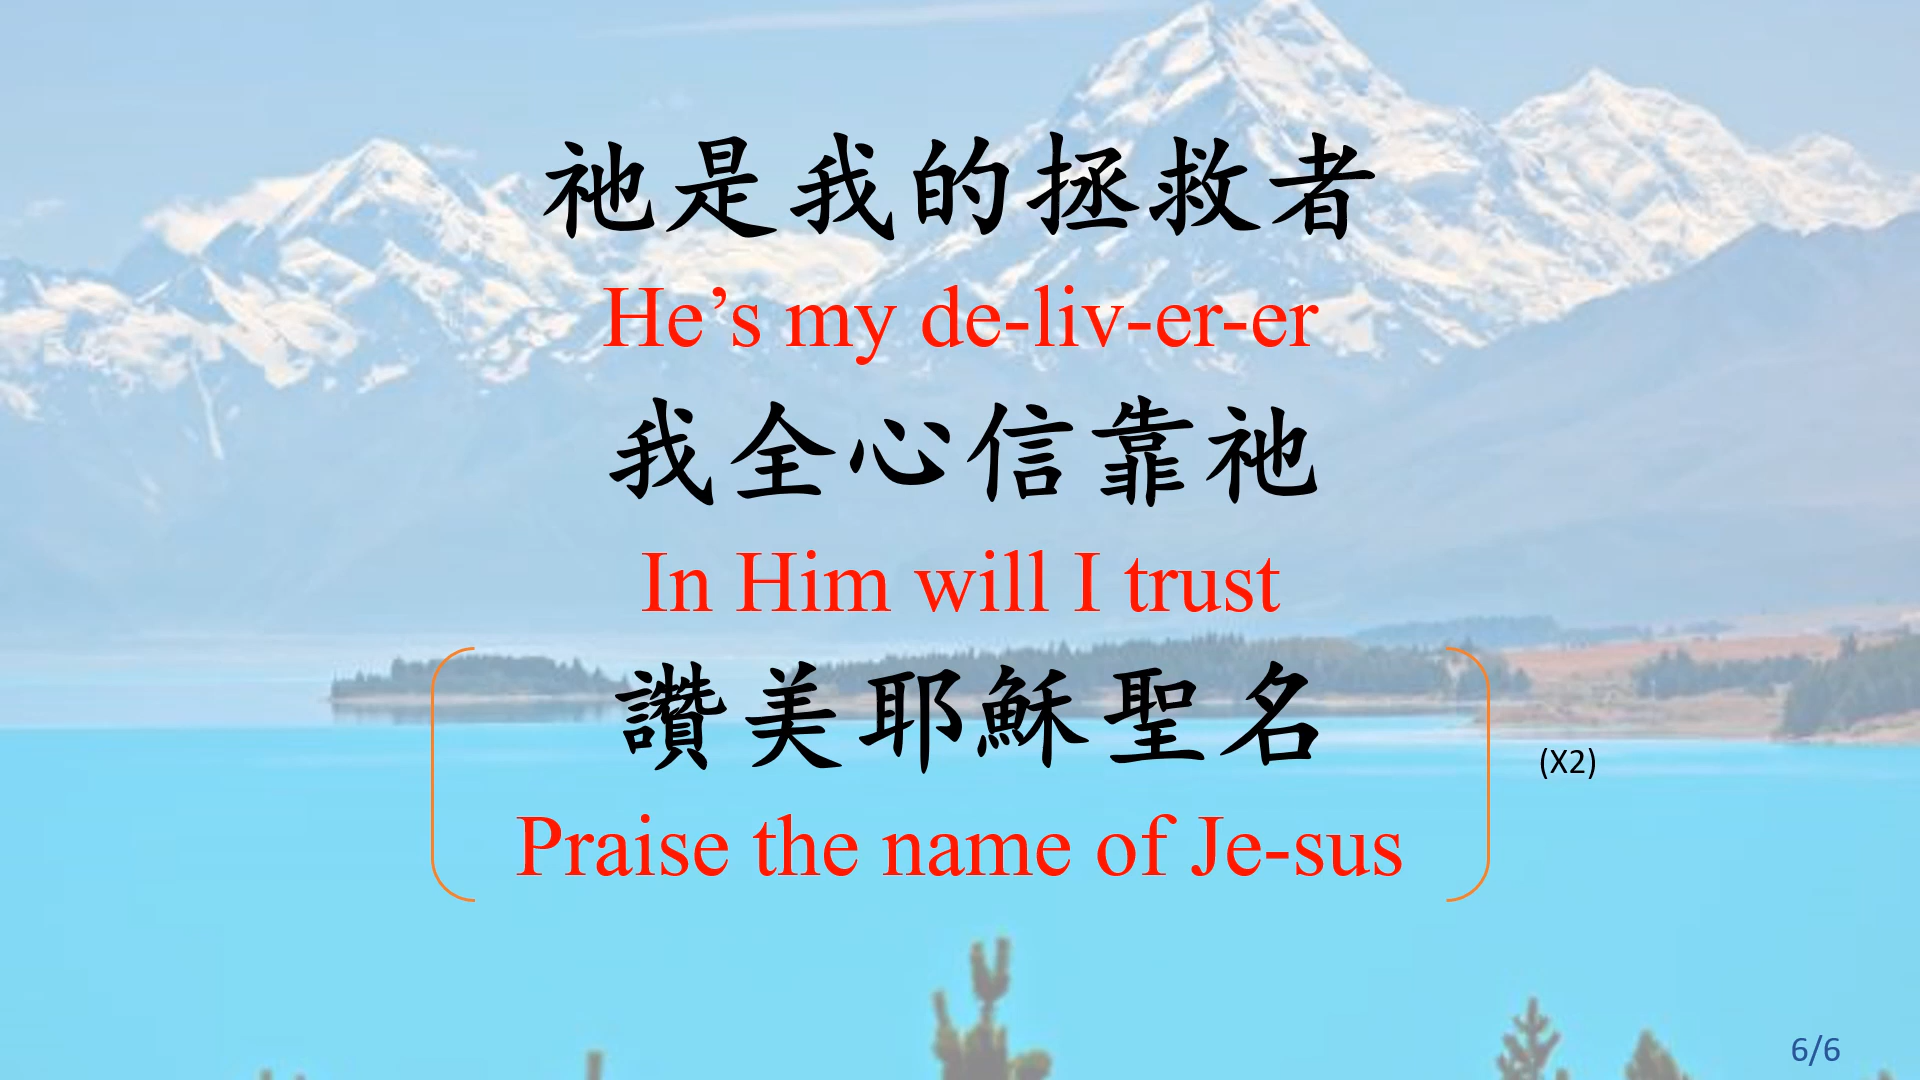 祂是我的拯救者
He’s my de-liv-er-er
我全心信靠祂
In Him will I trust
讚美耶穌聖名
Praise the name of Je-sus
(X2)
6/6